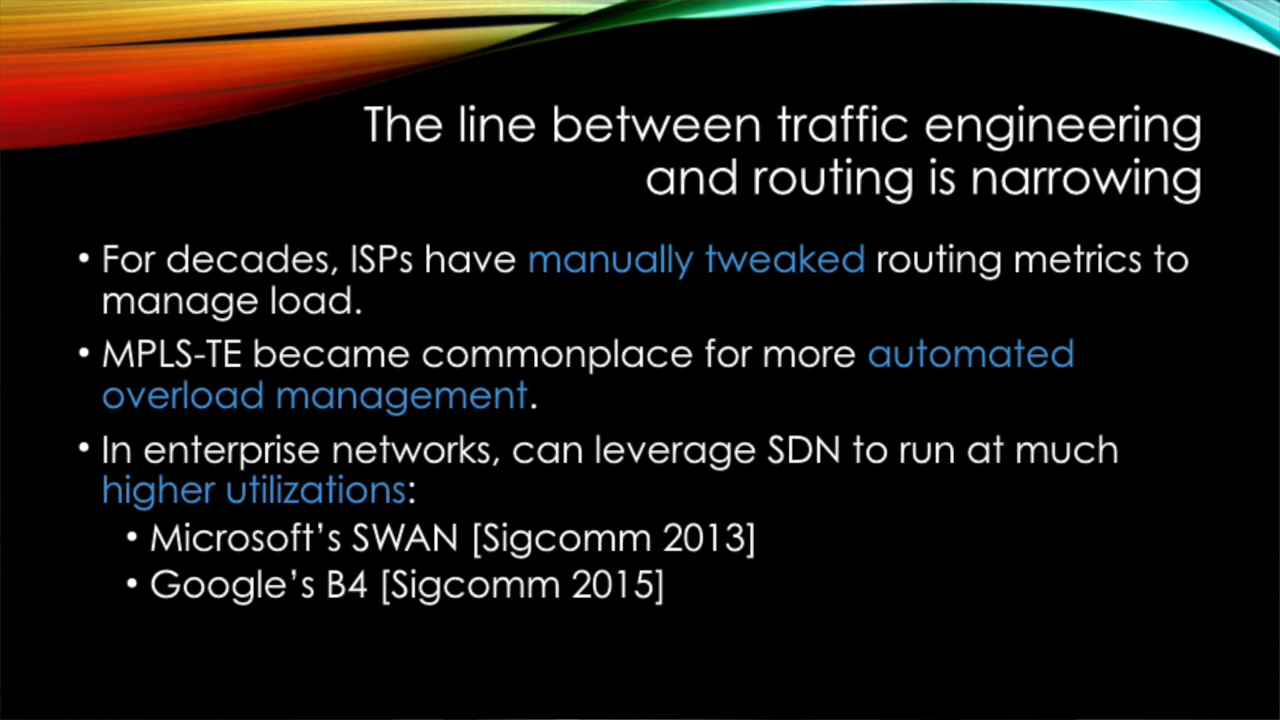 The line between traffic engineering
and routing is narrowing
• For decades, ISPs have manually tweaked routing metrics to
manage load.
• MPLS-TE became commonplace for more automated
overload management.
• In enterprise networks, can leverage SDN to run at much
higher utilizations:
• Microsoft’s SWAN [Sigcomm 2013]
• Google’s B4 [Sigcomm 2015]